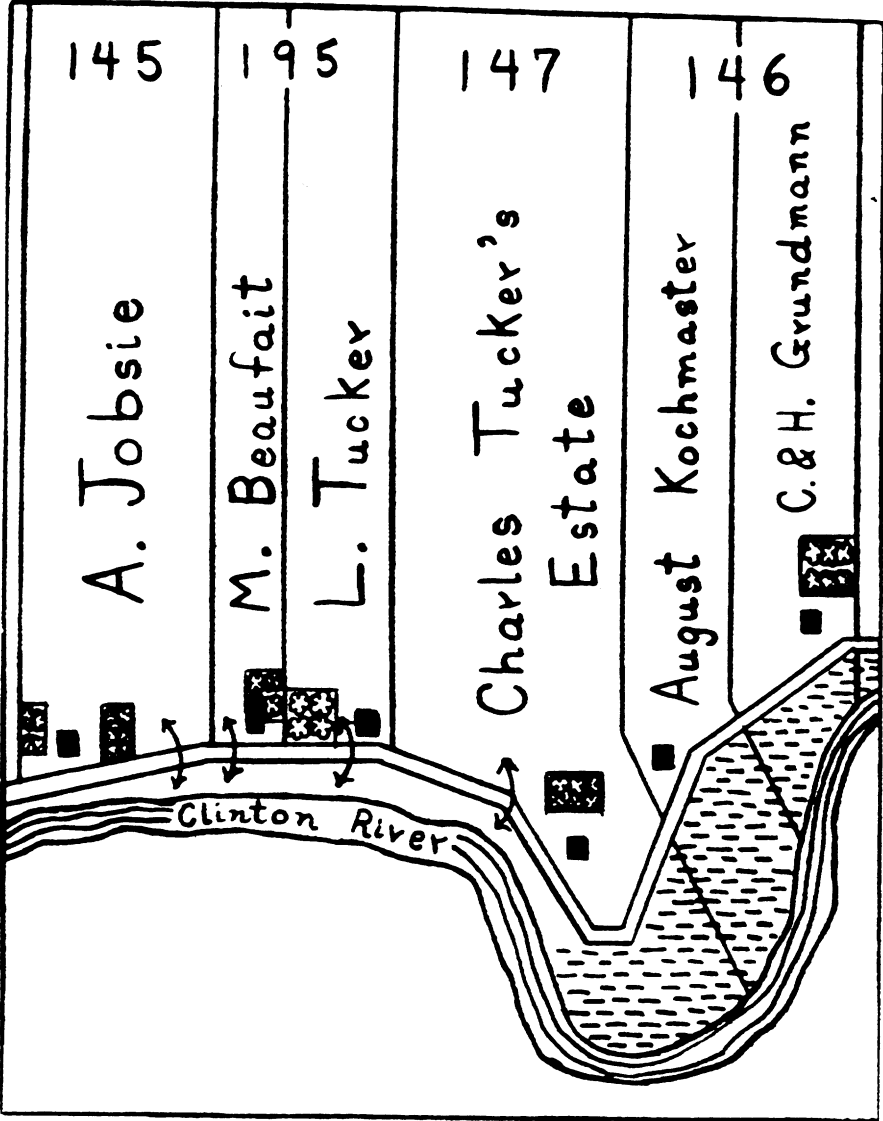 145
195
147
146
A. Jobsie
M. Beaufait
L. Tucker
Charles Tucker's
Estate
August Kochmaster
C. & H. Grundmann
Clinton River